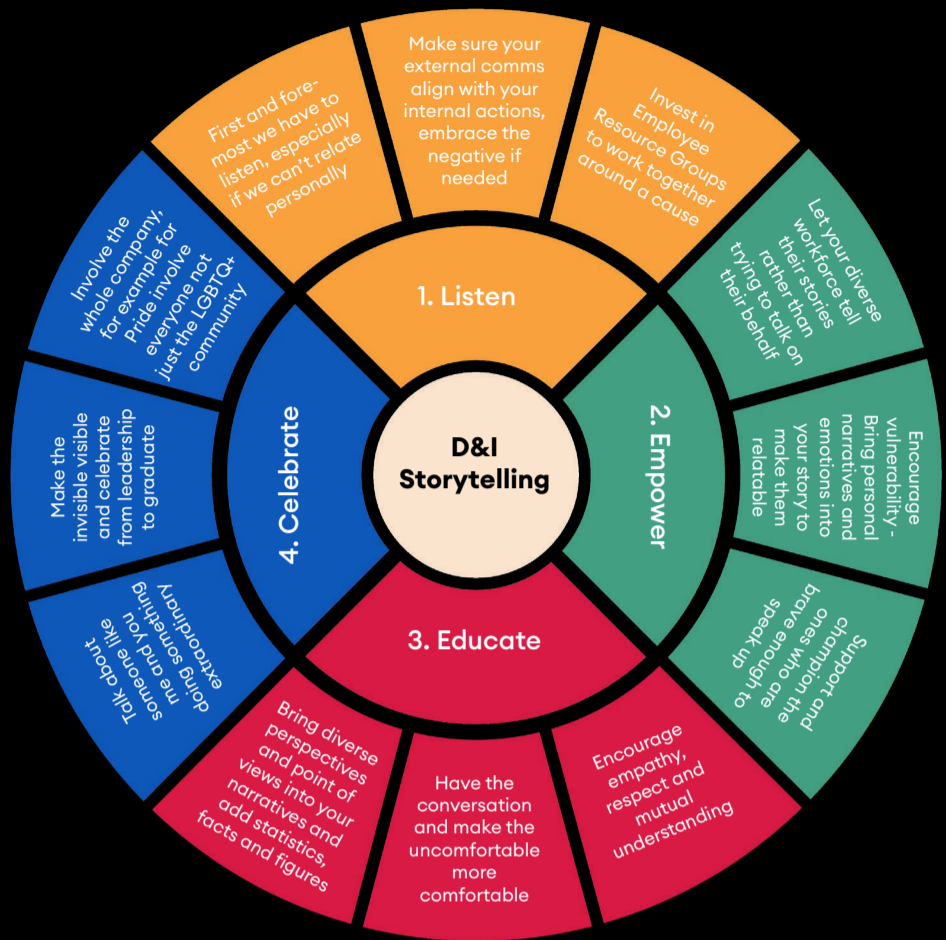 D&I
Storytelling
1. Listen
First and fore-
most we have to
listen, especially
if we can't relate
personally
Make sure your
external comms
align with your
internal actions,
embrace the
negative if
needed
Invest in
Employee
Resource Groups
to work together
around a cause
2. Empower
Let your diverse
workforce tell
their stories
rather than
trying to talk on
their behalf
Encourage
vulnerability -
Bring personal
narratives and
emotions into
your story to
make them
relatable
Support and
champion the
ones who are
brave enough to
speak up
3. Educate
Encourage
empathy,
respect and
mutual
understanding
Have the
conversation
and make the
uncomfortable
more
comfortable
Bring diverse
perspectives
and point of
views into your
narratives and
add statistics,
facts and figures
4. Celebrate
Talk about
someone like
me and you
doing something
extraordinary
Make the
invisible visible
and celebrate
from leadership
to graduate
Involve the
whole company,
for example for
Pride involve
everyone not
just the LGBTQ+
community